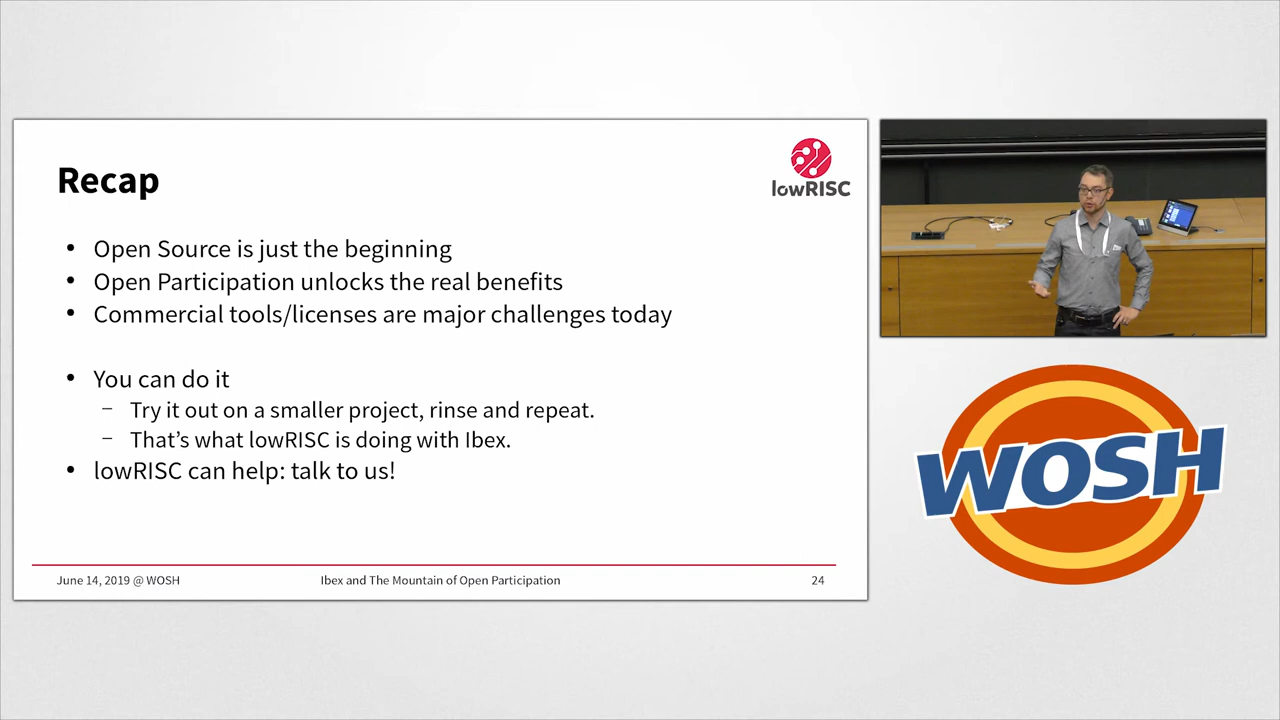 Recap
lowRISC
• Open Source is just the beginning
• Open Participation unlocks the real benefits
• Commercial tools/licenses are major challenges today
• You can do it
– Try it out on a smaller project, rinse and repeat.
– That’s what lowRISC is doing with Ibex.
• lowRISC can help: talk to us!
June 14, 2019 @ WOSH
Ibex and The Mountain of Open Participation
24
WOSH